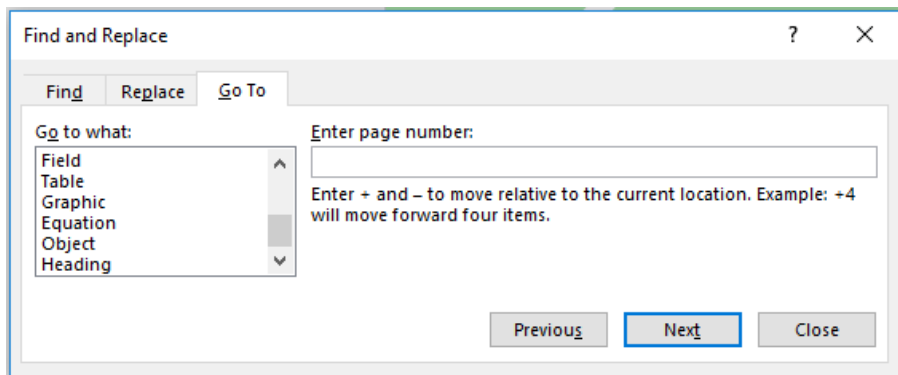 Find and Replace ?
Find Replace Go To
Go to what:
Field
Table
Graphic
Equation
Object
Heading
Enter page number:
Enter + and – to move relative to the current location. Example: +4
will move forward four items.
Previous Next Close